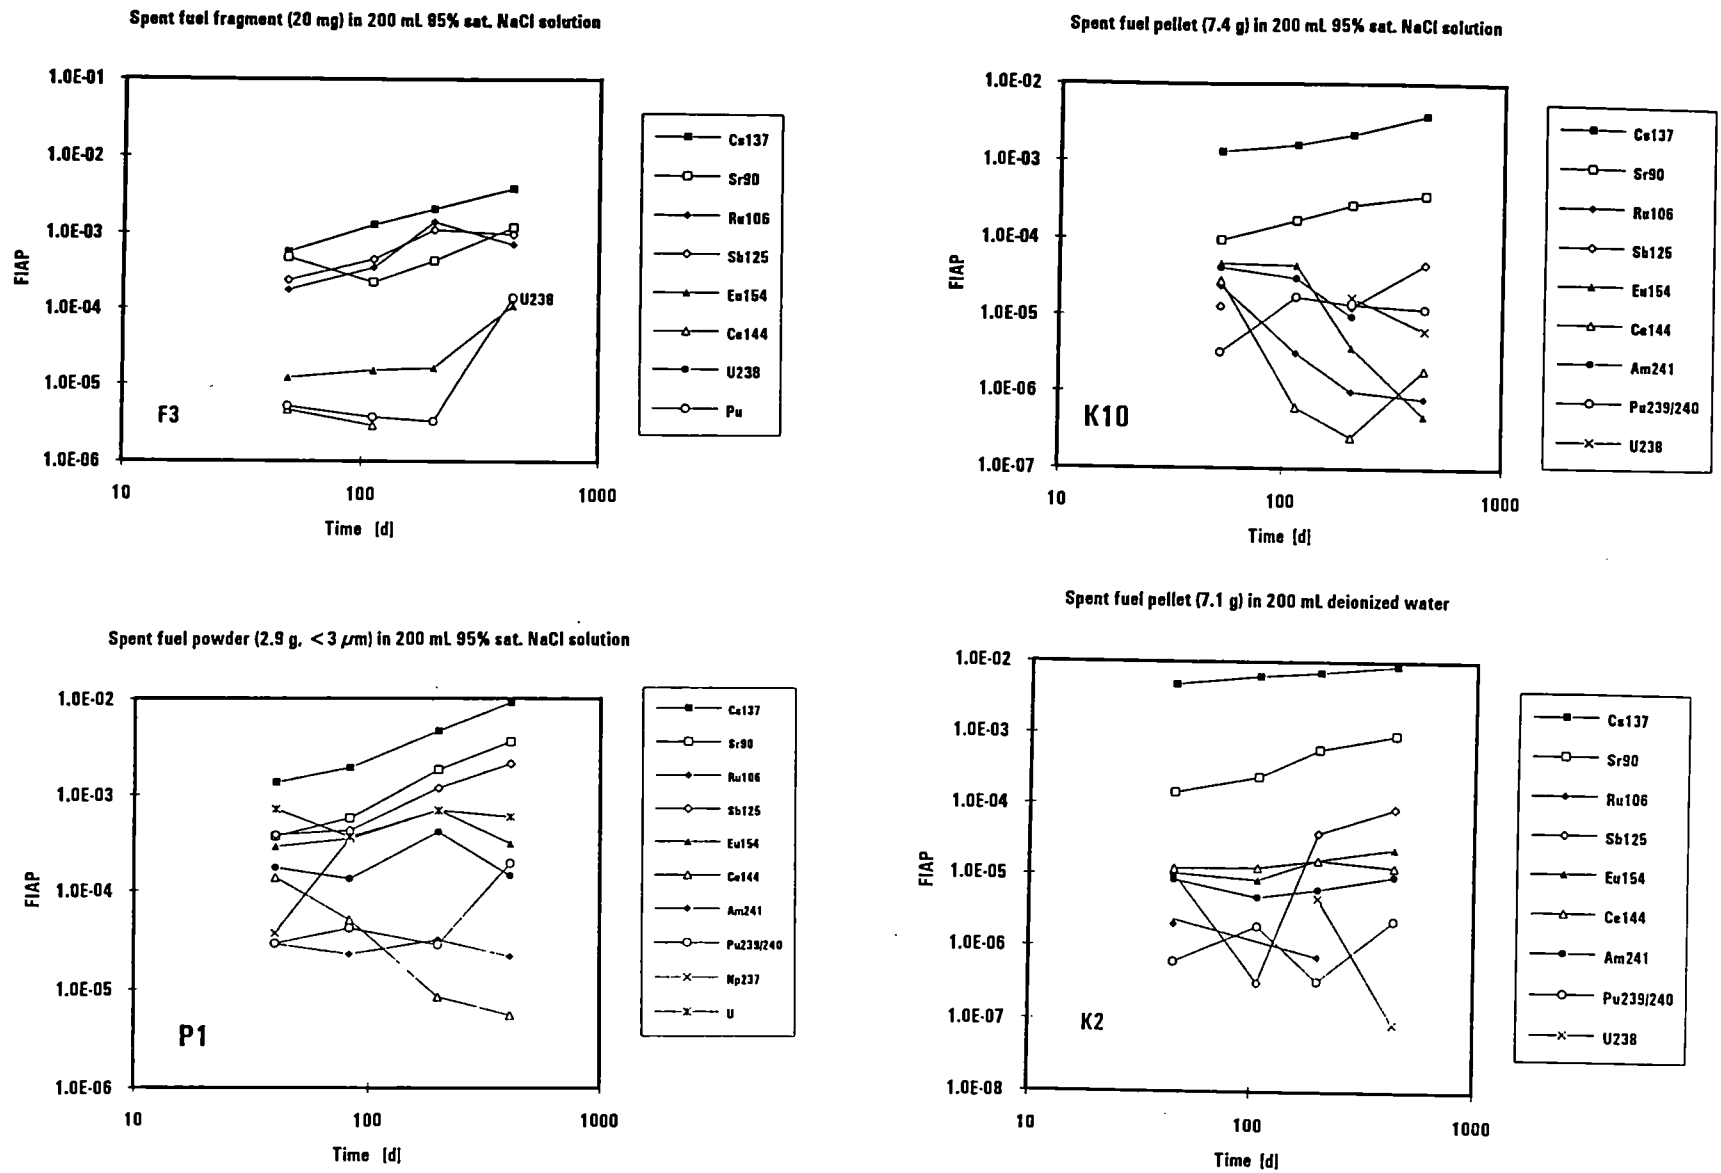 Spent fuel fragment (20 mg) in 200 mL 95% sat. NaCl solution
1.0E-01
1.0E-02
1.0E-03
1.0E-04
1.0E-05
1.0E-06
FIAP
10
100
1000
Time [d]
F3
U238
Cs137
Sr90
Ru106
Sb125
Eu154
Ce144
U238
Pu
Spent fuel pellet (7.4 g) in 200 mL 95% sat. NaCl solution
1.0E-02
1.0E-03
1.0E-04
1.0E-05
1.0E-06
1.0E-07
FIAP
10
100
1000
Time [d]
K10
Cs137
Sr90
Ru106
Sb125
Eu154
Ce144
Am241
Pu239/240
U238
Spent fuel powder (2.9 g, <3 μm) in 200 mL 95% sat. NaCl solution
1.0E-02
1.0E-03
1.0E-04
1.0E-05
1.0E-06
FIAP
10
100
1000
Time [d]
P1
Cs137
Sr90
Ru106
Sb125
Eu154
Ce144
Am241
Pu239/240
Np237
U
Spent fuel pellet (7.1 g) in 200 mL deionized water
1.0E-02
1.0E-03
1.0E-04
1.0E-05
1.0E-06
1.0E-07
1.0E-08
FIAP
10
100
1000
Time [d]
K2
Cs137
Sr90
Ru106
Sb125
Eu154
Ce144
Am241
Pu239/240
U238